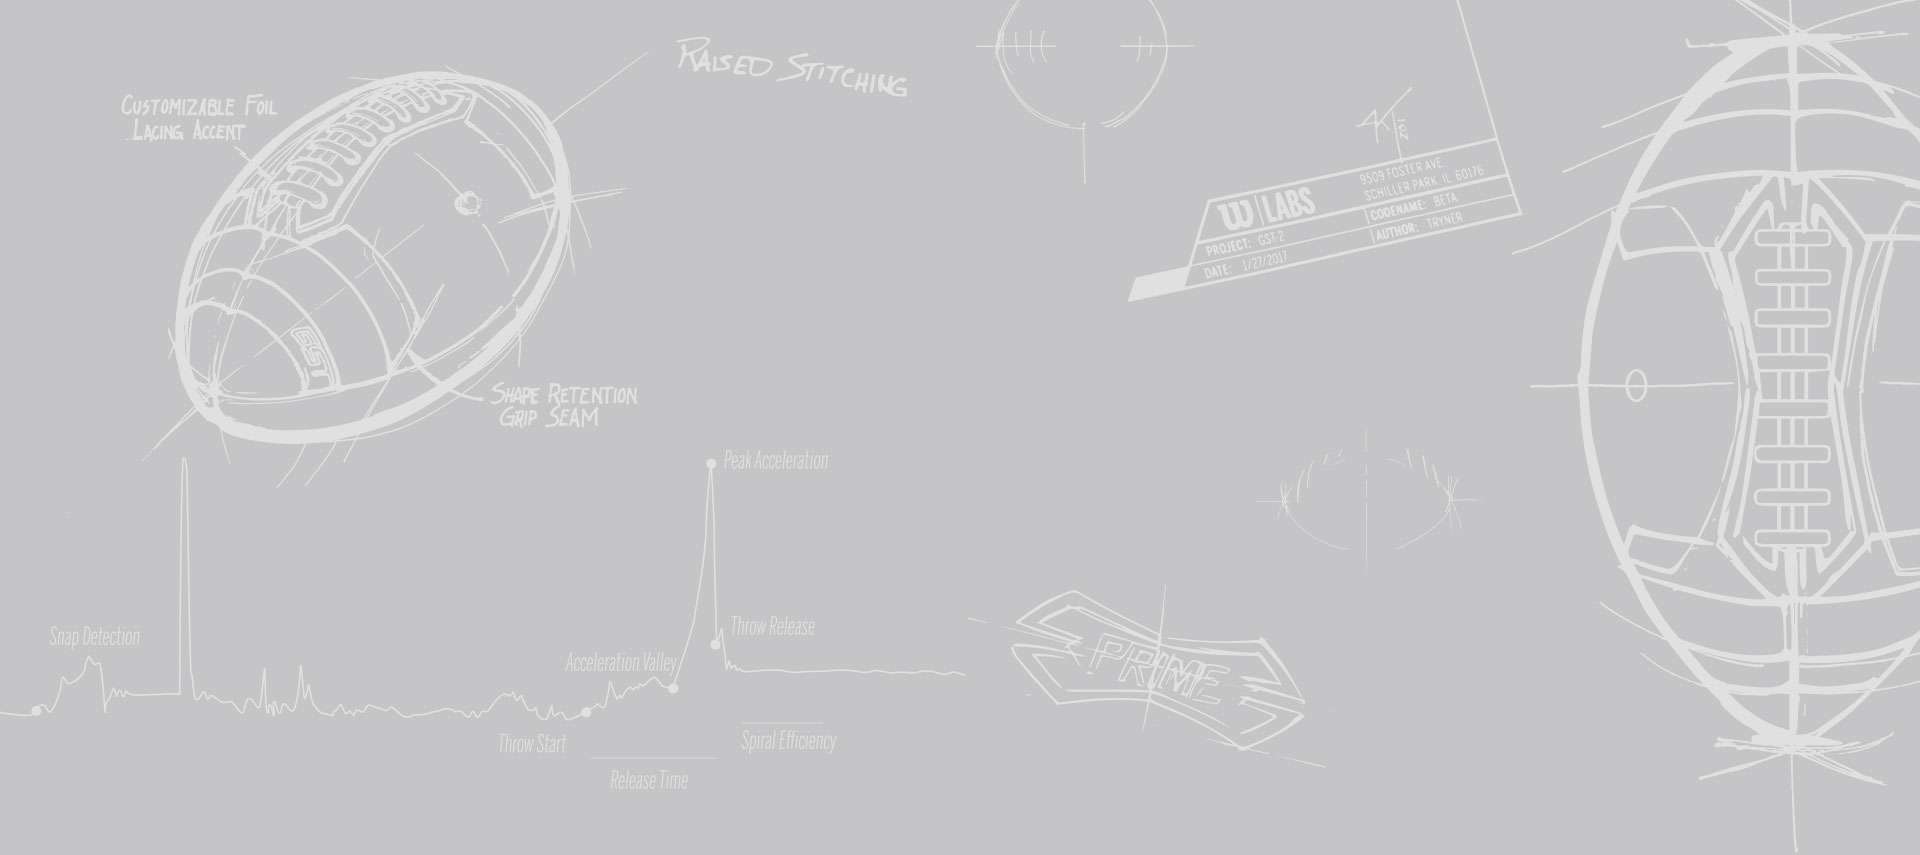 RAISED STITCHING
CUSTOMIZABLE FOIL
LACING ACCENT
GST
SHAPE RETENTION
GRIP SEAM
W LABS
9509 FOSTER AVE.
SCHILLER PARK, IL 60176
PROJECT: GST-2
CODENAME: BETA
DATE: 1/27/2017
AUTHOR: TRYNER
Peak Acceleration
Snap Detection
Throw Release
Acceleration Valley
Throw Start
Spiral Efficiency
Release Time
PRIME